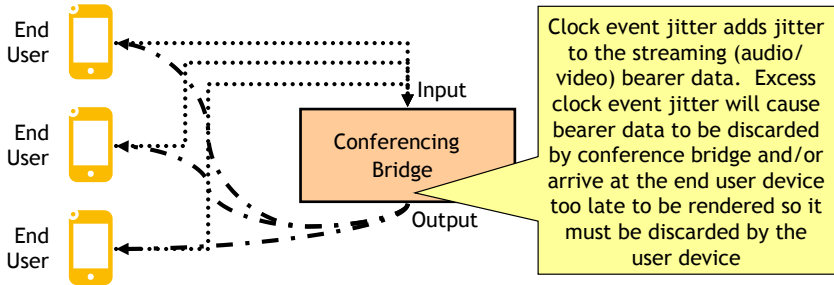 End
User
End
User
End
User
Input
Conferencing
Bridge
Output
Clock event jitter adds jitter
to the streaming (audio/
video) bearer data.  Excess
clock event jitter will cause
bearer data to be discarded
by conference bridge and/or
arrive at the end user device
too late to be rendered so it
must be discarded by the
user device